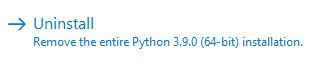 Uninstall
Remove the entire Python 3.9.0 (64-bit) installation.